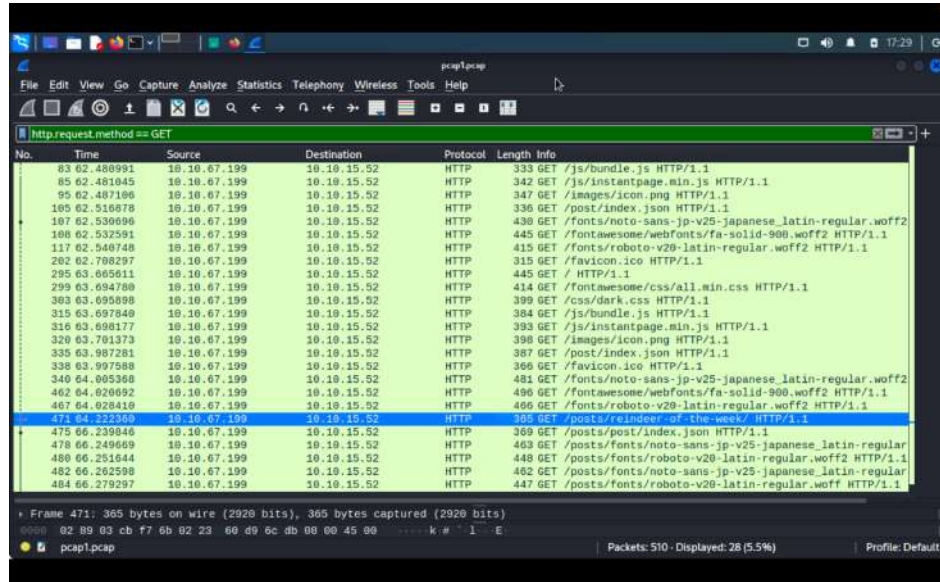 17:29
pcap1.pcap
File Edit View Go Capture Analyze Statistics Telephony Wireless Tools Help
http.request.method == GET
No. Time Source Destination Protocol Length Info
83 62.480991 10.10.67.199 10.10.15.52 HTTP 333 GET /js/bundle.js HTTP/1.1
85 62.481045 10.10.67.199 10.10.15.52 HTTP 342 GET /js/instantpage.min.js HTTP/1.1
95 62.487106 10.10.67.199 10.10.15.52 HTTP 347 GET /images/icon.png HTTP/1.1
105 62.516878 10.10.67.199 10.10.15.52 HTTP 336 GET /post/index.json HTTP/1.1
107 62.530696 10.10.67.199 10.10.15.52 HTTP 430 GET /fonts/noto-sans-jp-v25-japanese_latin-regular.woff2
108 62.532591 10.10.67.199 10.10.15.52 HTTP 445 GET /fontawesome/webfonts/fa-solid-900.woff2 HTTP/1.1
117 62.540748 10.10.67.199 10.10.15.52 HTTP 415 GET /fonts/roboto-v20-latin-regular.woff2 HTTP/1.1
202 62.708297 10.10.67.199 10.10.15.52 HTTP 315 GET /favicon.ico HTTP/1.1
295 63.665611 10.10.67.199 10.10.15.52 HTTP 445 GET / HTTP/1.1
299 63.694780 10.10.67.199 10.10.15.52 HTTP 414 GET /fontawesome/css/all.min.css HTTP/1.1
303 63.695898 10.10.67.199 10.10.15.52 HTTP 399 GET /css/dark.css HTTP/1.1
315 63.697840 10.10.67.199 10.10.15.52 HTTP 384 GET /js/bundle.js HTTP/1.1
316 63.698177 10.10.67.199 10.10.15.52 HTTP 393 GET /js/instantpage.min.js HTTP/1.1
320 63.701373 10.10.67.199 10.10.15.52 HTTP 398 GET /images/icon.png HTTP/1.1
335 63.987281 10.10.67.199 10.10.15.52 HTTP 387 GET /post/index.json HTTP/1.1
338 63.997588 10.10.67.199 10.10.15.52 HTTP 366 GET /favicon.ico HTTP/1.1
340 64.005368 10.10.67.199 10.10.15.52 HTTP 481 GET /fonts/noto-sans-jp-v25-japanese_latin-regular.woff2
462 64.020692 10.10.67.199 10.10.15.52 HTTP 496 GET /fontawesome/webfonts/fa-solid-900.woff2 HTTP/1.1
467 64.028410 10.10.67.199 10.10.15.52 HTTP 466 GET /fonts/roboto-v20-latin-regular.woff2 HTTP/1.1
471 64.222360 10.10.67.199 10.10.15.52 HTTP 365 GET /posts/reindeer-of-the-week/ HTTP/1.1
475 66.239846 10.10.67.199 10.10.15.52 HTTP 369 GET /posts/post/index.json HTTP/1.1
478 66.249669 10.10.67.199 10.10.15.52 HTTP 463 GET /posts/fonts/noto-sans-jp-v25-japanese_latin-regular
480 66.251644 10.10.67.199 10.10.15.52 HTTP 448 GET /posts/fonts/roboto-v20-latin-regular.woff2 HTTP/1.1
482 66.262598 10.10.67.199 10.10.15.52 HTTP 462 GET /posts/fonts/noto-sans-jp-v25-japanese_latin-regular
484 66.279297 10.10.67.199 10.10.15.52 HTTP 447 GET /posts/fonts/roboto-v20-latin-regular.woff HTTP/1.1
Frame 471: 365 bytes on wire (2920 bits), 365 bytes captured (2920 bits)
0000 02 89 03 cb f7 6b 02 23 60 d9 6c db 08 00 45 00 ·····k·# `·l···E·
pcap1.pcap Packets: 510 · Displayed: 28 (5.5%) Profile: Default